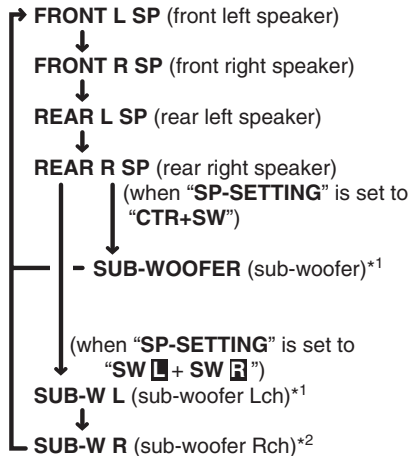 FRONT L SP (front left speaker)
FRONT R SP (front right speaker)
REAR L SP (rear left speaker)
REAR R SP (rear right speaker)
(when “SP-SETTING” is set to
“CTR+SW”)
SUB-WOOFER (sub-woofer)*1
(when “SP-SETTING” is set to
“SW L + SW R ”)
SUB-W L (sub-woofer Lch)*1
SUB-W R (sub-woofer Rch)*2